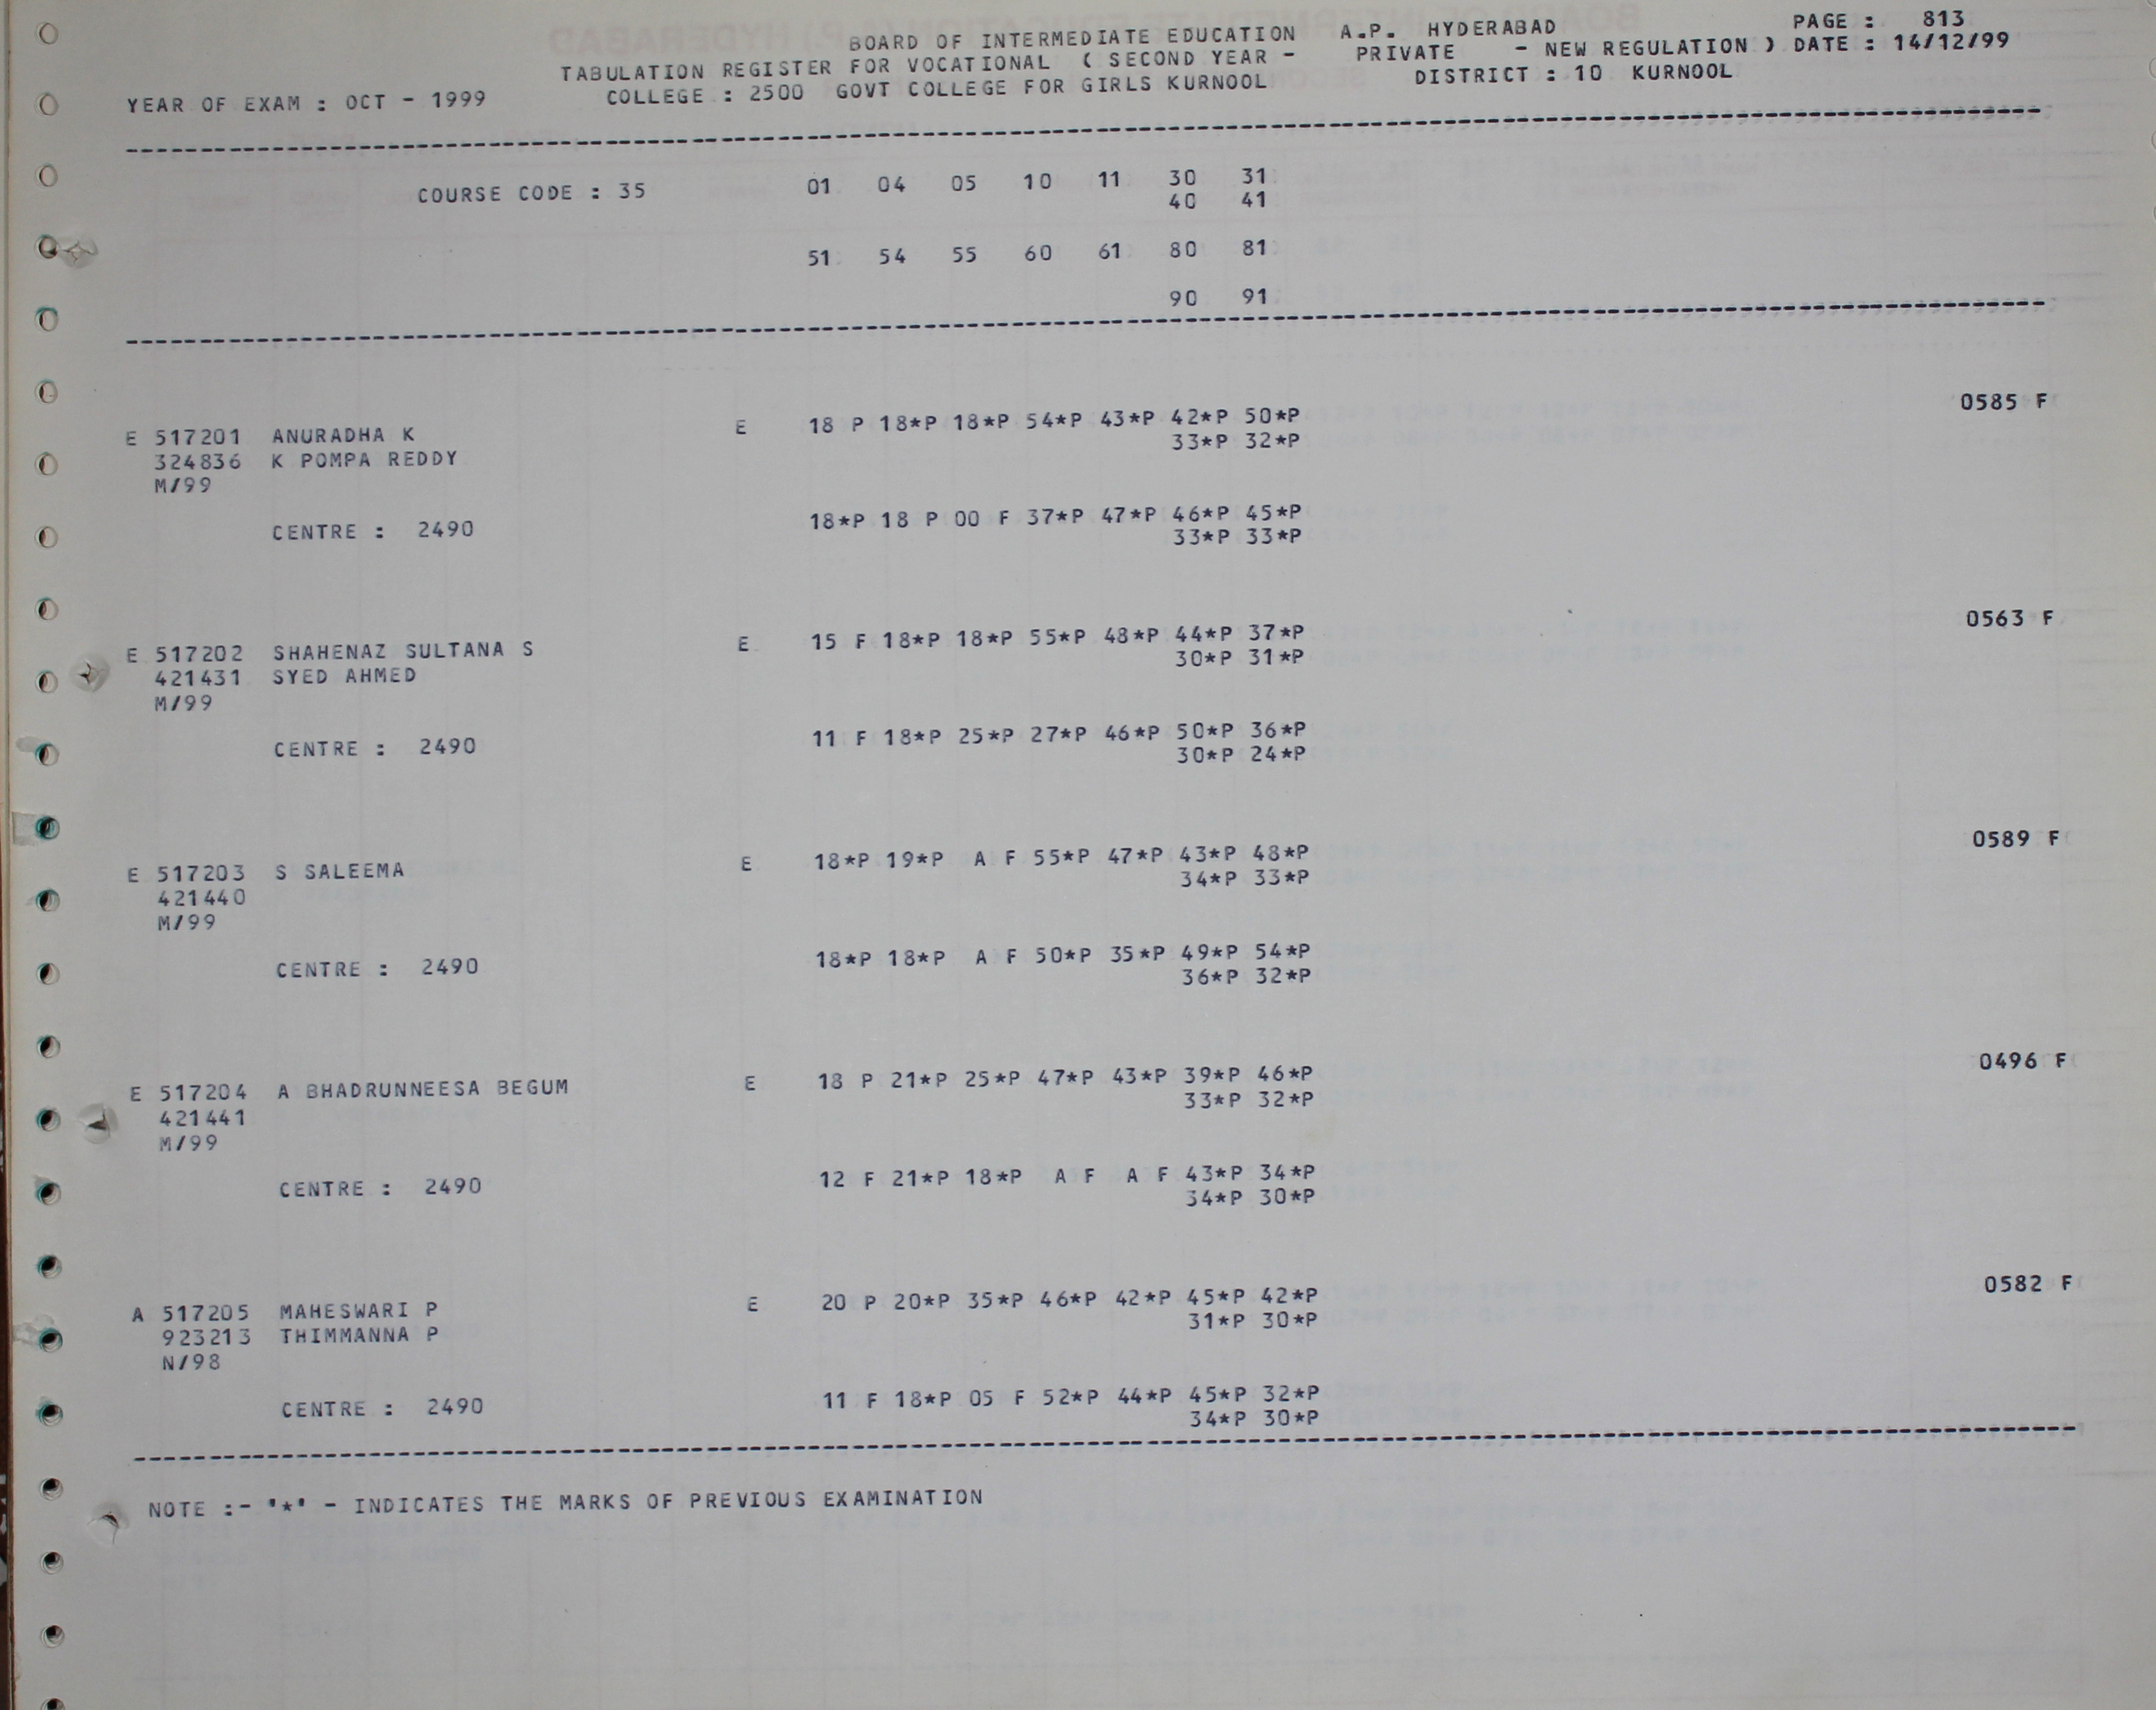 BOARD OF INTERMEDIATE EDUCATION A.P. HYDERABAD PAGE : 813
TABULATION REGISTER FOR VOCATIONAL ( SECOND YEAR - PRIVATE - NEW REGULATION ) DATE : 14/12/99
YEAR OF EXAM : OCT - 1999 COLLEGE : 2500 GOVT COLLEGE FOR GIRLS KURNOOL DISTRICT : 10 KURNOOL
COURSE CODE : 35 01 04 05 10 11 30 31
40 41
51 54 55 60 61 80 81
90 91
0585 F
E 517201 ANURADHA K E 18 P 18*P 18*P 54*P 43*P 42*P 50*P
324836 K POMPA REDDY 33*P 32*P
M/99
CENTRE : 2490 18*P 18 P 00 F 37*P 47*P 46*P 45*P
33*P 33*P
0563 F
E 517202 SHAHENAZ SULTANA S E 15 F 18*P 18*P 55*P 48*P 44*P 37*P
421431 SYED AHMED 30*P 31*P
M/99
CENTRE : 2490 11 F 18*P 25*P 27*P 46*P 50*P 36*P
30*P 24*P
0589 F
E 517203 S SALEEMA E 18*P 19*P A F 55*P 47*P 43*P 48*P
421440 34*P 33*P
M/99
CENTRE : 2490 18*P 18*P A F 50*P 35*P 49*P 54*P
36*P 32*P
0496 F
E 517204 A BHADRUNNEESA BEGUM E 18 P 21*P 25*P 47*P 43*P 39*P 46*P
421441 33*P 32*P
M/99
CENTRE : 2490 12 F 21*P 18*P A F A F 43*P 34*P
34*P 30*P
0582 F
A 517205 MAHESWARI P E 20 P 20*P 35*P 46*P 42*P 45*P 42*P
923213 THIMMANNA P 31*P 30*P
N/98
CENTRE : 2490 11 F 18*P 05 F 52*P 44*P 45*P 32*P
34*P 30*P
NOTE :- '*' - INDICATES THE MARKS OF PREVIOUS EXAMINATION